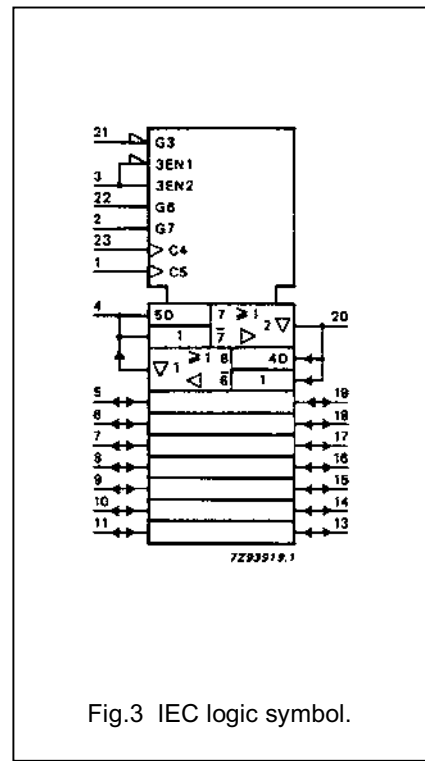 21 G3
3EN1
3 3EN2
22 G6
2 G7
23 C4
1 C5
4 5D 7 ≥1 2 20
1 7̅
1 ≥1 6 4D
6̅ 1
5 19
6 18
7 17
8 16
9 15
10 14
11 13
7Z93919.1
Fig.3 IEC logic symbol.